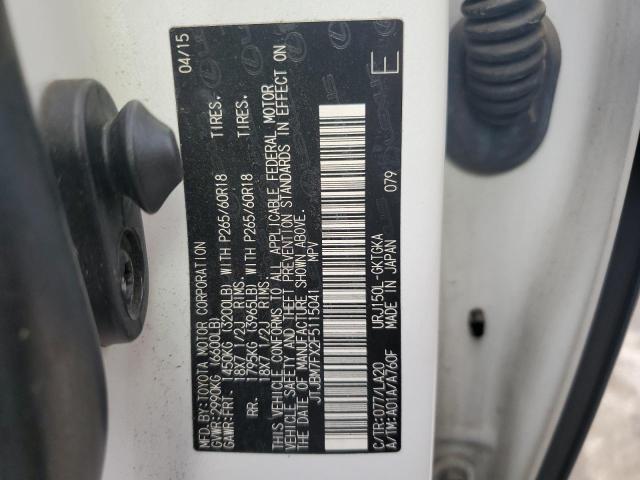 MFD.BY:TOYOTA MOTOR CORPORATION 04/15
GVWR:2990KG (6600LB)
GAWR:FRT. 1450KG (3200LB) WITH P265/60R18 TIRES.
18X7 1/2J RIMS.
RR. 1795KG (3965LB) WITH P265/60R18 TIRES.
18X7 1/2J RIMS.
THIS VEHICLE CONFORMS TO ALL APPLICABLE FEDERAL MOTOR
VEHICLE SAFETY AND THEFT PREVENTION STANDARDS IN EFFECT ON
THE DATE OF MANUFACTURE SHOWN ABOVE.
JTJBM7FX2F5115041 MPV
E
C/TR:077/LA20 URJ150L-GKTGKA 079
A/TM:A01A/A760F MADE IN JAPAN